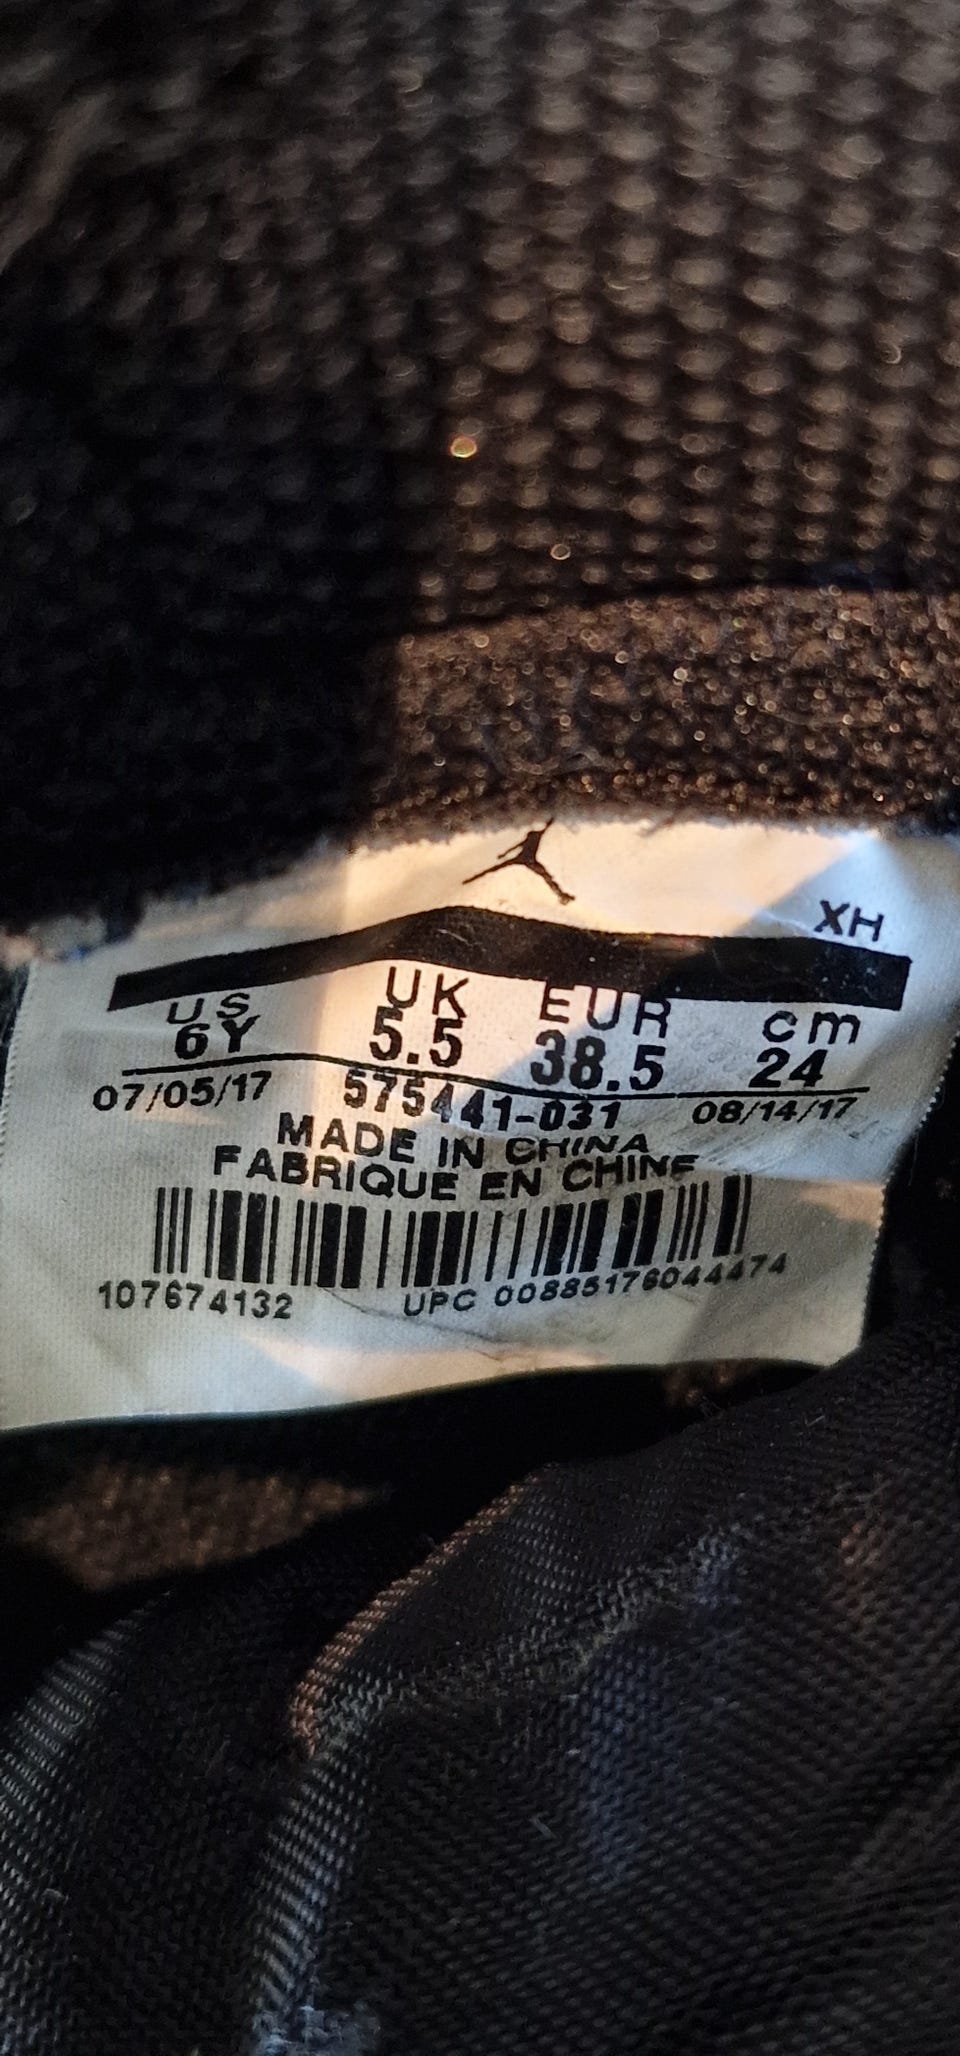 XH
US UK EUR cm
6Y 5.5 38.5 24
07/05/17 575441-031 08/14/17
MADE IN CHINA
FABRIQUE EN CHINE
107674132 UPC 00885176044474